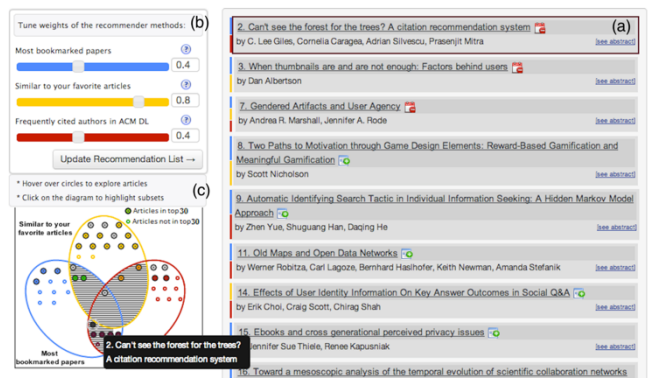 (b)
Tune weights of the recommender methods:
Most bookmarked papers
?
0.4
Similar to your favorite articles
?
0.8
Frequently cited authors in ACM DL
?
0.4
Update Recommendation List →
(c)
* Hover over circles to explore articles
* Click on the diagram to highlight subsets
Articles in top30
Articles not in top30
Similar to your
favorite articles
Most
bookmarked papers
2. Can't see the forest for the trees?
A citation recommendation system
(a)
2. Can't see the forest for the trees? A citation recommendation system
by C. Lee Giles, Cornelia Caragea, Adrian Silvescu, Prasenjit Mitra
[see abstract]
3. When thumbnails are and are not enough: Factors behind users
by Dan Albertson
[see abstract]
7. Gendered Artifacts and User Agency
by Andrea R. Marshall, Jennifer A. Rode
[see abstract]
8. Two Paths to Motivation through Game Design Elements: Reward-Based Gamification and
Meaningful Gamification
by Scott Nicholson
[see abstract]
9. Automatic Identifying Search Tactic in Individual Information Seeking: A Hidden Markov Model
Approach
by Zhen Yue, Shuguang Han, Daqing He
[see abstract]
11. Old Maps and Open Data Networks
by Werner Robitza, Carl Lagoze, Bernhard Haslhofer, Keith Newman, Amanda Stefanik
[see abstract]
14. Effects of User Identity Information On Key Answer Outcomes in Social Q&A
by Erik Choi, Craig Scott, Chirag Shah
[see abstract]
15. Ebooks and cross generational perceived privacy issues
Jennifer Sue Thiele, Renee Kapusniak
[see abstract]
16. Toward a mesoscopic analysis of the temporal evolution of scientific collaboration networks